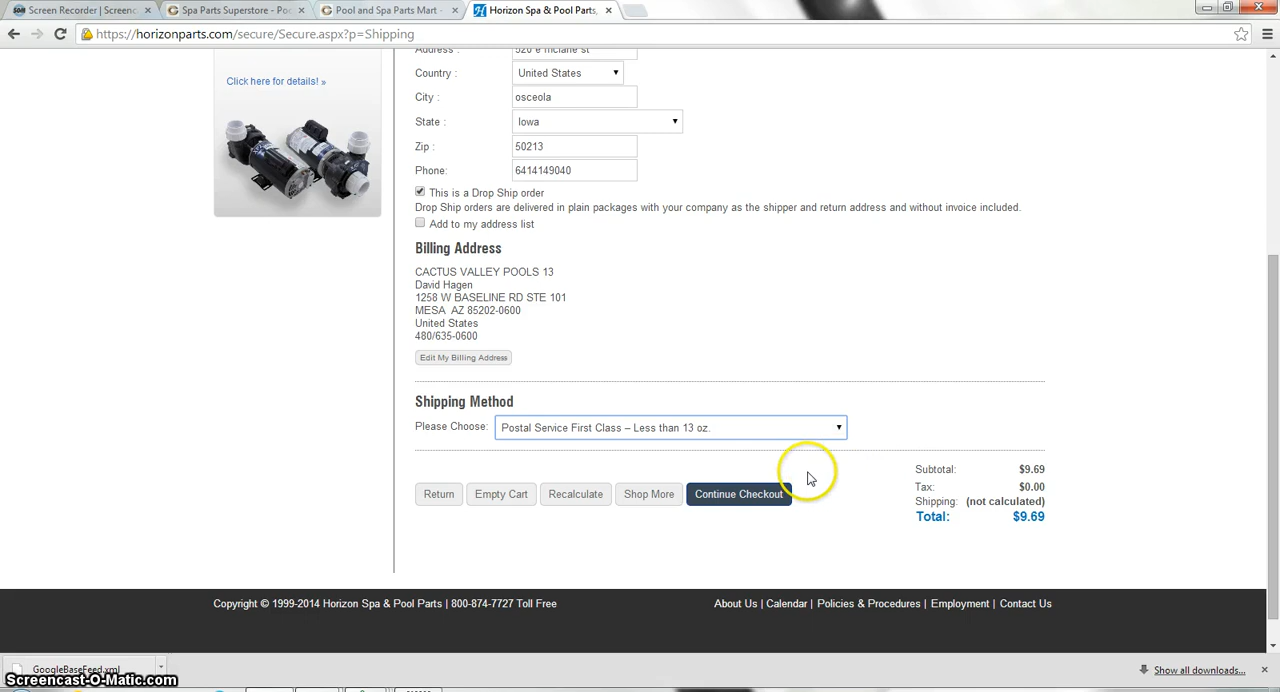 Screen Recorder | Screenc
Spa Parts Superstore - Poo
Pool and Spa Parts Mart -
Horizon Spa & Pool Parts,
https://horizonparts.com/secure/Secure.aspx?p=Shipping
Click here for details! »
Address : 520 e mclane st
Country : United States
City : osceola
State : Iowa
Zip : 50213
Phone: 6414149040
This is a Drop Ship order
Drop Ship orders are delivered in plain packages with your company as the shipper and return address and without invoice included.
Add to my address list
Billing Address
CACTUS VALLEY POOLS 13
David Hagen
1258 W BASELINE RD STE 101
MESA AZ 85202-0600
United States
480/635-0600
Edit My Billing Address
Shipping Method
Please Choose: Postal Service First Class – Less than 13 oz.
Subtotal: $9.69
Tax: $0.00
Shipping: (not calculated)
Total: $9.69
Return Empty Cart Recalculate Shop More Continue Checkout
Copyright © 1999-2014 Horizon Spa & Pool Parts | 800-874-7727 Toll Free
About Us | Calendar | Policies & Procedures | Employment | Contact Us
GoogleBaseFeed.xml
Show all downloads...
Screencast-O-Matic.com